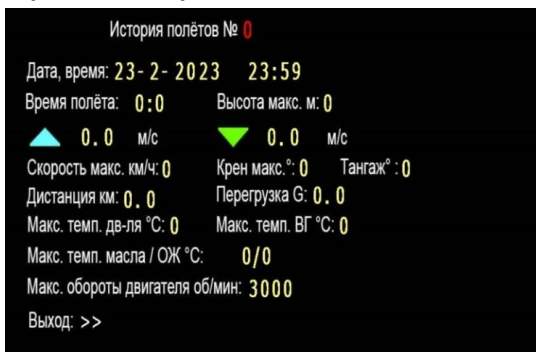 История полётов № 0
Дата, время: 23- 2- 2023 23:59
Время полёта: 0:0 Высота макс. м: 0
0.0 м/с 0.0 м/с
Скорость макс. км/ч: 0 Крен макс.°: 0 Тангаж° : 0
Дистанция км: 0.0 Перегрузка G: 0.0
Макс. темп. дв-ля °C: 0 Макс. темп. ВГ °C: 0
Макс. темп. масла / ОЖ °C: 0/0
Макс. обороты двигателя об/мин: 3000
Выход: >>